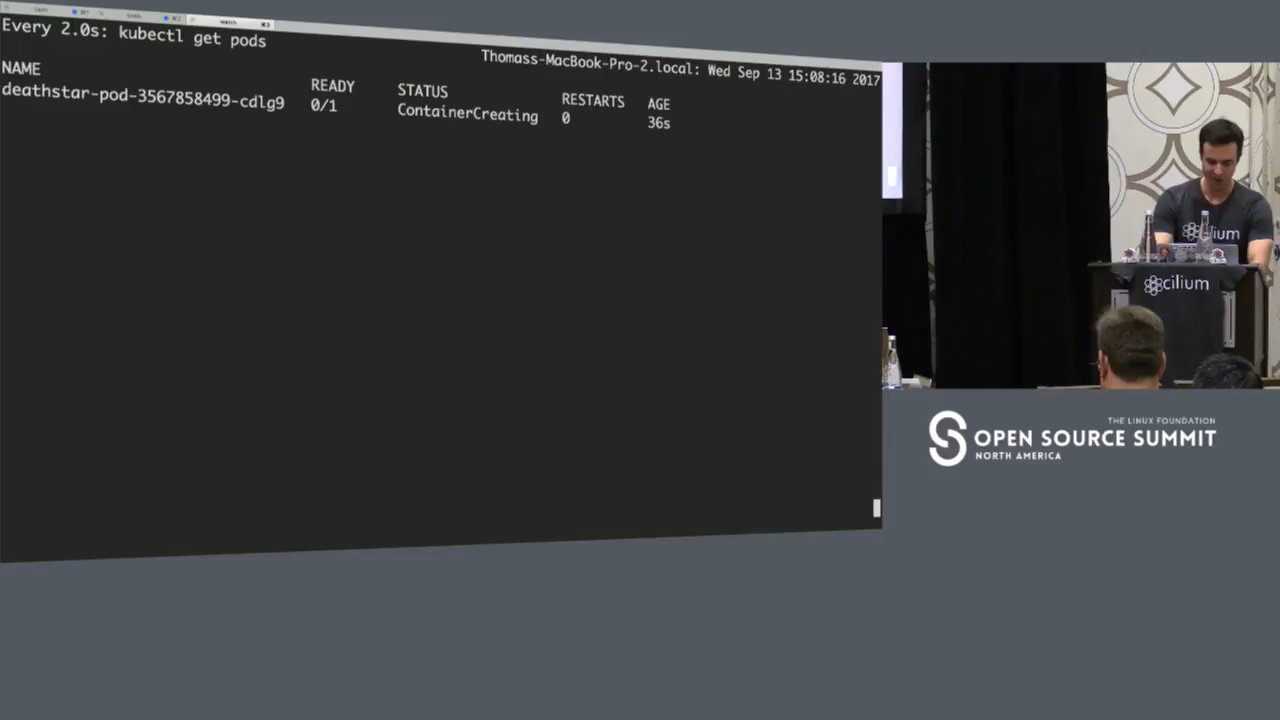 Every 2.0s: kubectl get pods
Thomass-MacBook-Pro-2.local: Wed Sep 13 15:08:16 2017
NAME READY STATUS RESTARTS AGE
deathstar-pod-3567858499-cdlg9 0/1 ContainerCreating 0 36s
cilium
cilium
THE LINUX FOUNDATION
OPEN SOURCE SUMMIT
NORTH AMERICA